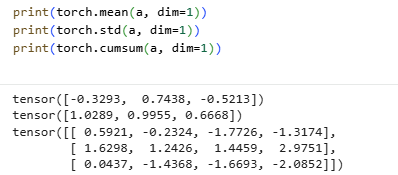 print(torch.mean(a, dim=1))
print(torch.std(a, dim=1))
print(torch.cumsum(a, dim=1))
tensor([-0.3293,  0.7438, -0.5213])
tensor([1.0289, 0.9955, 0.6668])
tensor([[ 0.5921, -0.2324, -1.7726, -1.3174],
        [ 1.6298,  1.2426,  1.4459,  2.9751],
        [ 0.0437, -1.4368, -1.6693, -2.0852]])